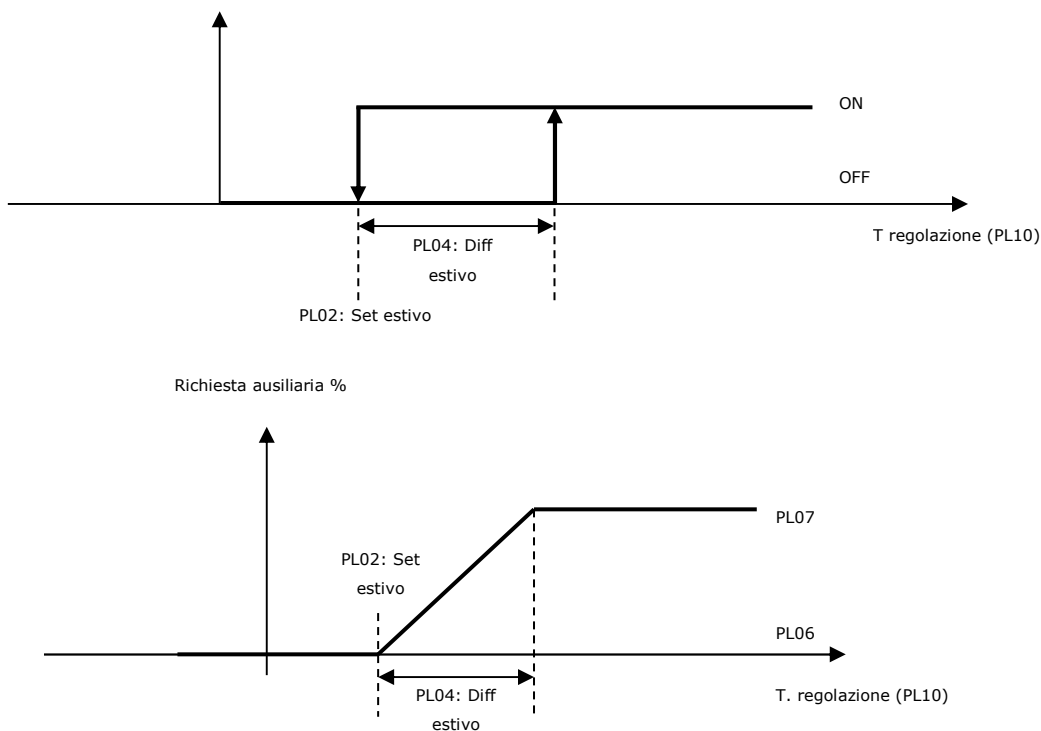 ON
OFF
T regolazione (PL10)
PL04: Diff
estivo
PL02: Set estivo
Richiesta ausiliaria %
PL07
PL02: Set
estivo
PL06
PL04: Diff
estivo
T. regolazione (PL10)